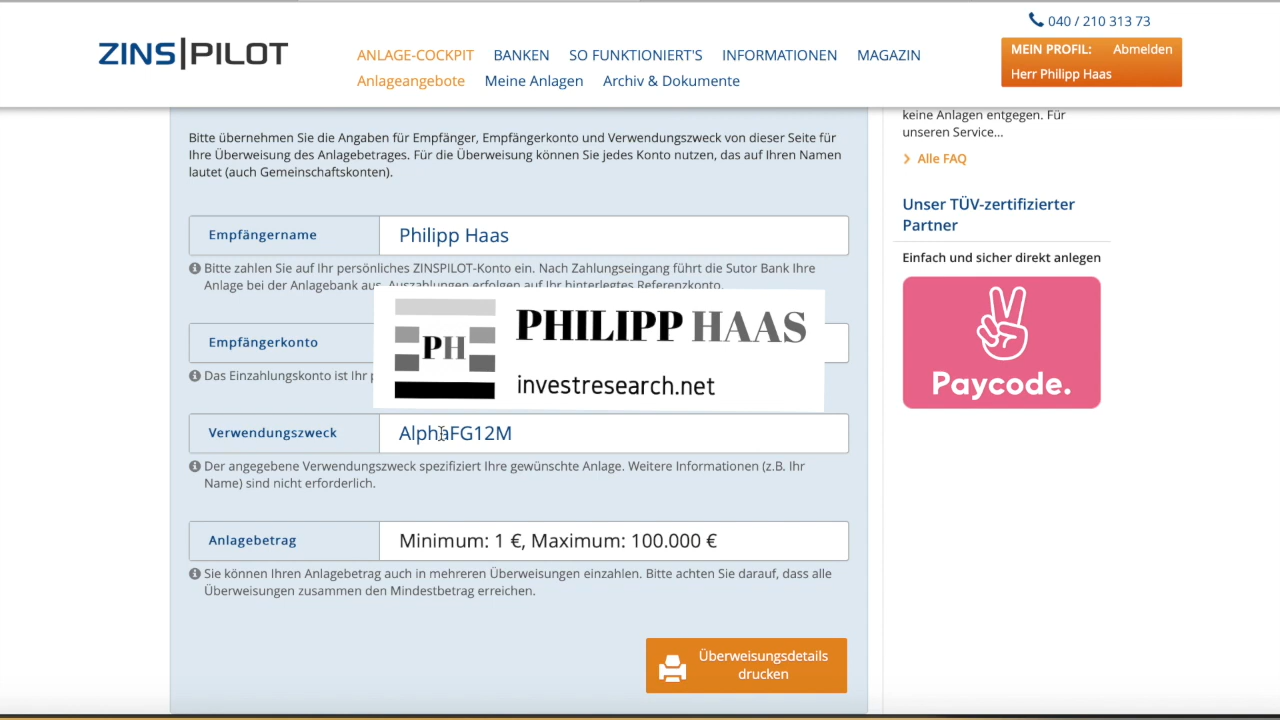 040 / 210 313 73
ZINS|PILOT
ANLAGE-COCKPIT BANKEN SO FUNKTIONIERT'S INFORMATIONEN MAGAZIN
MEIN PROFIL: Abmelden
Herr Philipp Haas
Anlageangebote Meine Anlagen Archiv & Dokumente
Bitte übernehmen Sie die Angaben für Empfänger, Empfängerkonto und Verwendungszweck von dieser Seite für
Ihre Überweisung des Anlagebetrages. Für die Überweisung können Sie jedes Konto nutzen, das auf Ihren Namen
lautet (auch Gemeinschaftskonten).
Empfängername Philipp Haas
Bitte zahlen Sie auf Ihr persönliches ZINSPILOT-Konto ein. Nach Zahlungseingang führt die Sutor Bank Ihre
Anlage bei der Anlagebank aus. Auszahlungen erfolgen auf Ihr hinterlegtes Referenzkonto.
PH
PHILIPP HAAS
investresearch.net
Empfängerkonto
Das Einzahlungskonto ist Ihr
Verwendungszweck AlphaFG12M
Der angegebene Verwendungszweck spezifiziert Ihre gewünschte Anlage. Weitere Informationen (z.B. Ihr
Name) sind nicht erforderlich.
Anlagebetrag Minimum: 1 €, Maximum: 100.000 €
Sie können Ihren Anlagebetrag auch in mehreren Überweisungen einzahlen. Bitte achten Sie darauf, dass alle
Überweisungen zusammen den Mindestbetrag erreichen.
Überweisungsdetails
drucken
keine Anlagen entgegen. Für
unseren Service...
Alle FAQ
Unser TÜV-zertifizierter
Partner
Einfach und sicher direkt anlegen
Paycode.